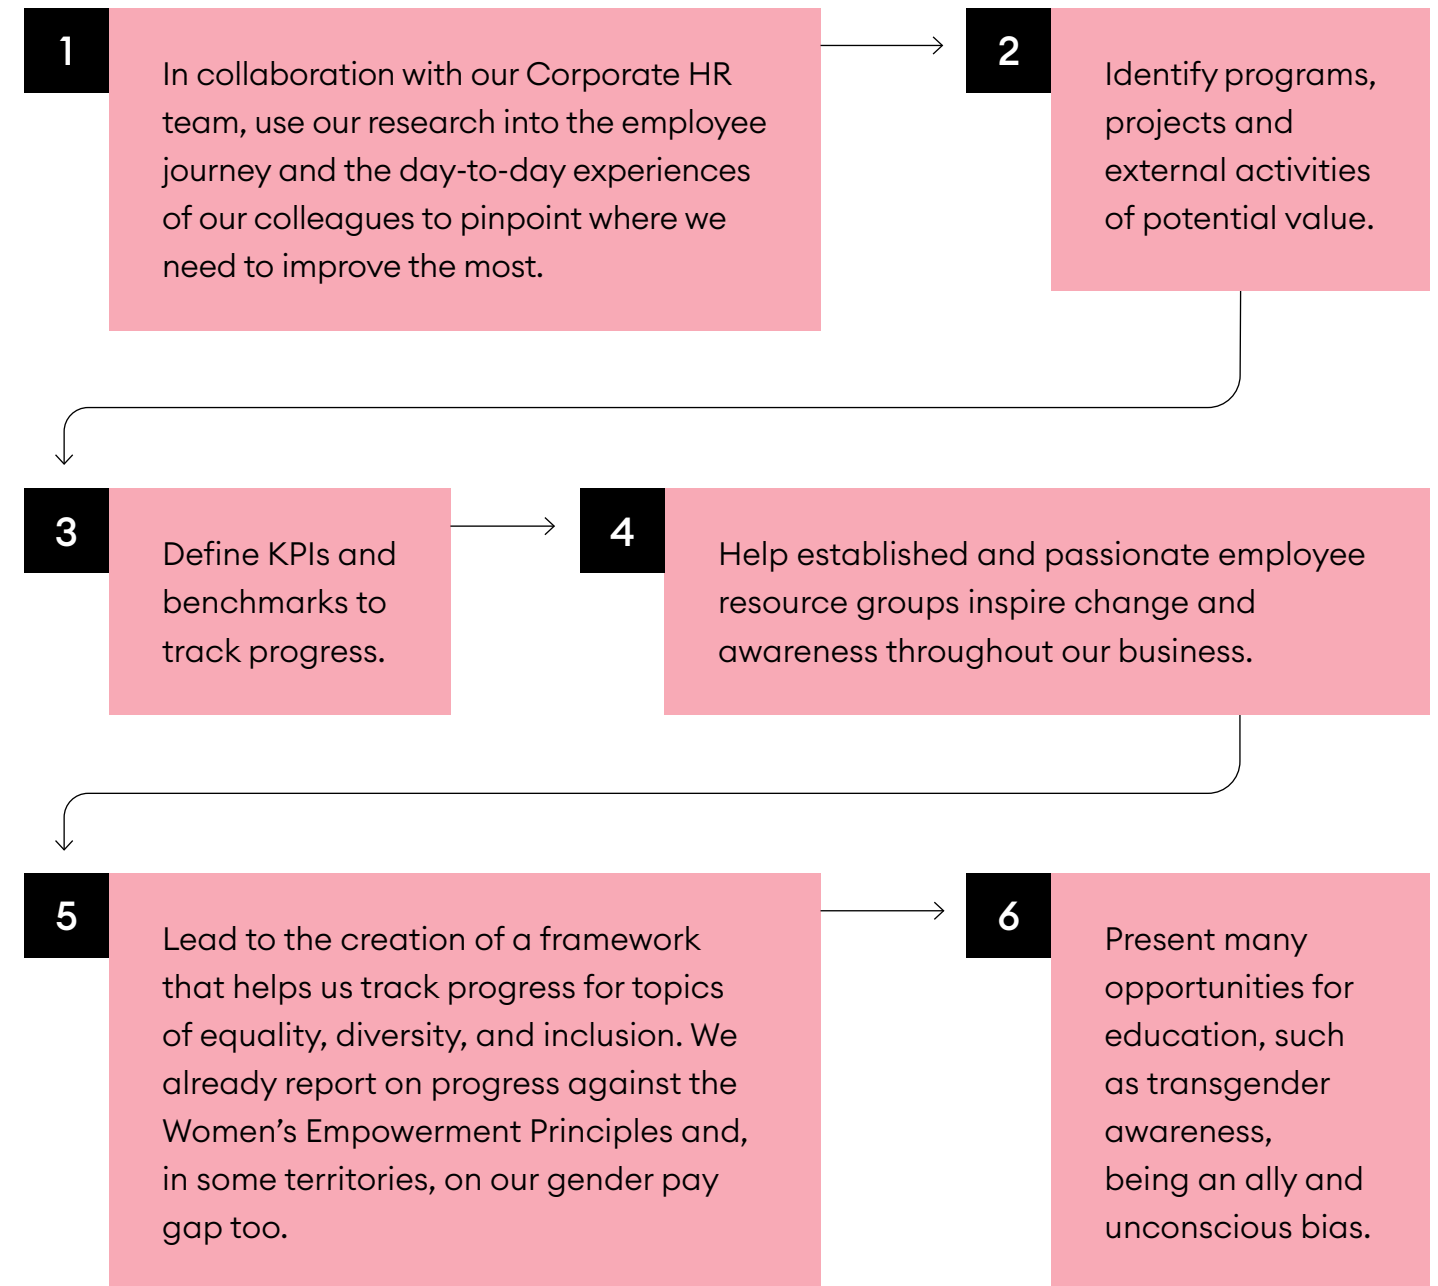 1
In collaboration with our Corporate HR
team, use our research into the employee
journey and the day-to-day experiences
of our colleagues to pinpoint where we
need to improve the most.
2
Identify programs,
projects and
external activities
of potential value.
3
Define KPIs and
benchmarks to
track progress.
4
Help established and passionate employee
resource groups inspire change and
awareness throughout our business.
5
Lead to the creation of a framework
that helps us track progress for topics
of equality, diversity, and inclusion. We
already report on progress against the
Women’s Empowerment Principles and,
in some territories, on our gender pay
gap too.
6
Present many
opportunities for
education, such
as transgender
awareness,
being an ally and
unconscious bias.